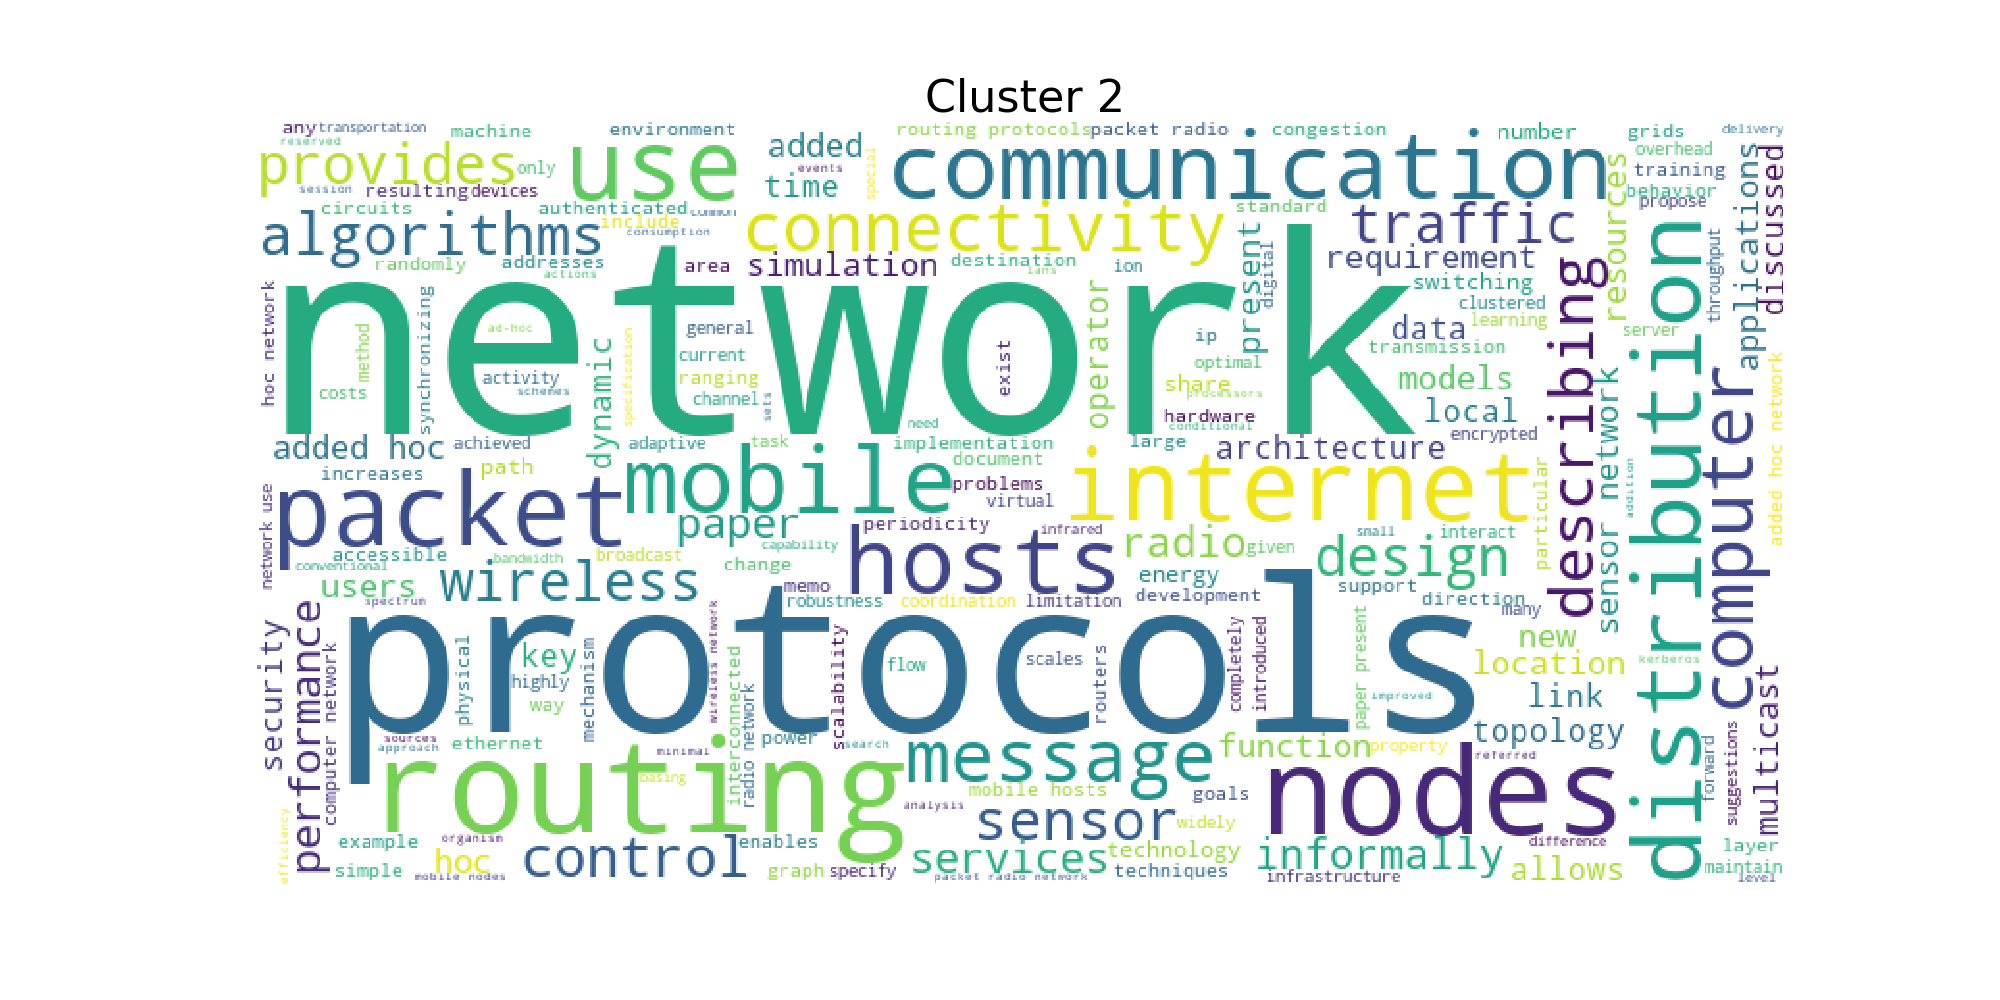 Cluster 2
any transportation machine environment routing protocols packet radio congestion number grids delivery
reserved
provides only use added events special communication overhead
time training
session resulting devices behavior
circuits authenticated common include consumption connectivity standard traffic resources propose applications discussed
algorithms
randomly addresses actions area simulation destination lans ion present digital requirement
network
switching clustered learning data transmission models local encrypted
hoc network method synchronizing ad-hoc costs activity schemes dynamic specification
general current ranging channel sets exist need operator ip optimal share processors hardware conditional
describing sensor network server throughput distribution computer added hoc network
added hoc achieved adaptive task implementation large architecture
increases path mobile document problems virtual internet particular addition
packet paper periodicity infrared
network use accessible bandwidth broadcast capability hosts radio given small interact design
conventional users wireless change energy support
spectrum memo robustness coordination limitation development direction many
protocols
security performance computer network physical key highly way mechanism wireless network interconnected radio network scalability flow scales routers completely introduced paper present improved
new location link topology kerberos
sources approach ethernet minimal power search message function property referred forward suggestions multicast
routing basing mobile hosts goals nodes
efficiency analysis sensor widely
example organism control enables services technology informally difference layer
simple hoc mobile nodes graph specify packet radio network techniques infrastructure allows maintain level